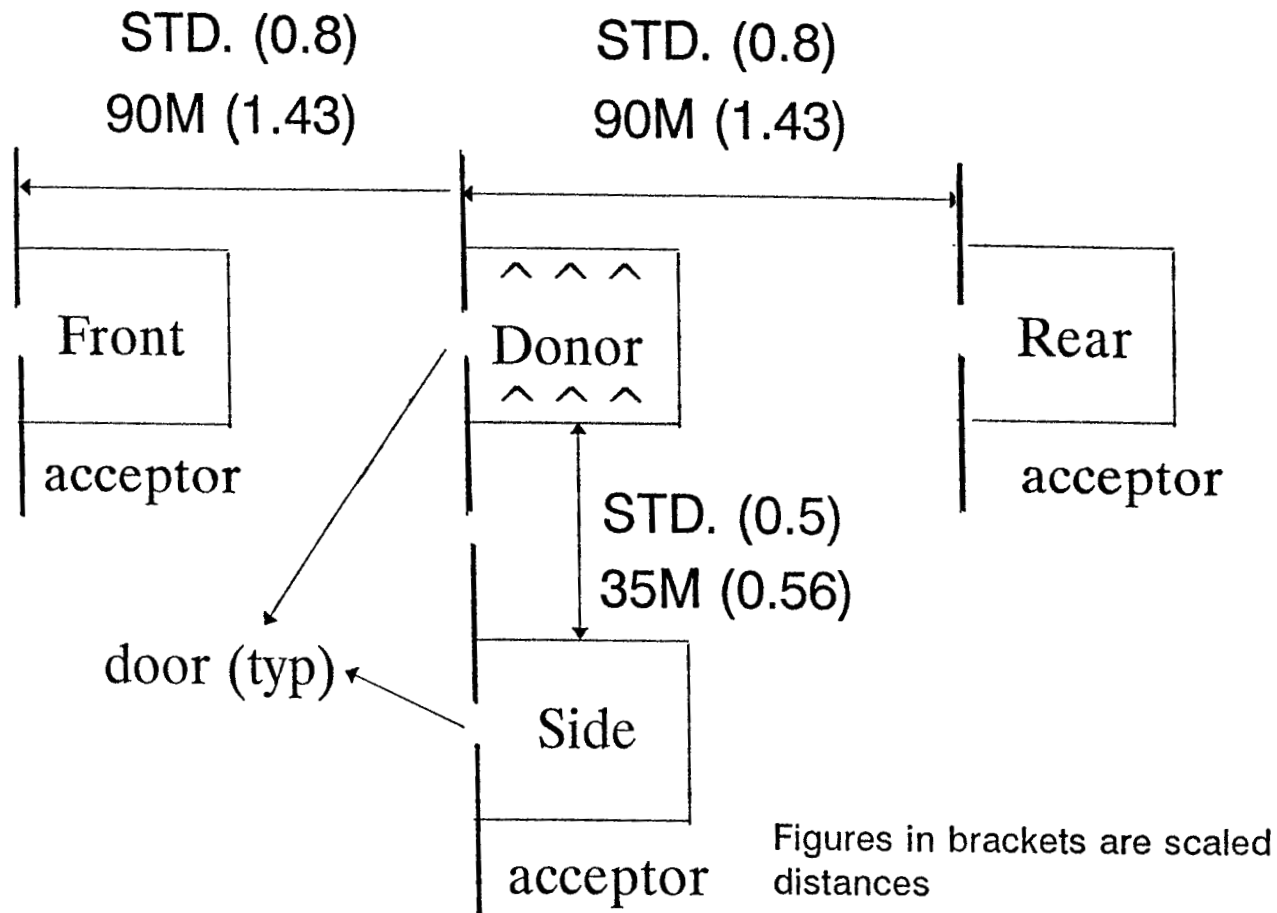 STD. (0.8)
90M (1.43)
STD. (0.8)
90M (1.43)
Front
Donor
Rear
acceptor
acceptor
STD. (0.5)
35M (0.56)
door (typ)
Side
acceptor
Figures in brackets are scaled
distances